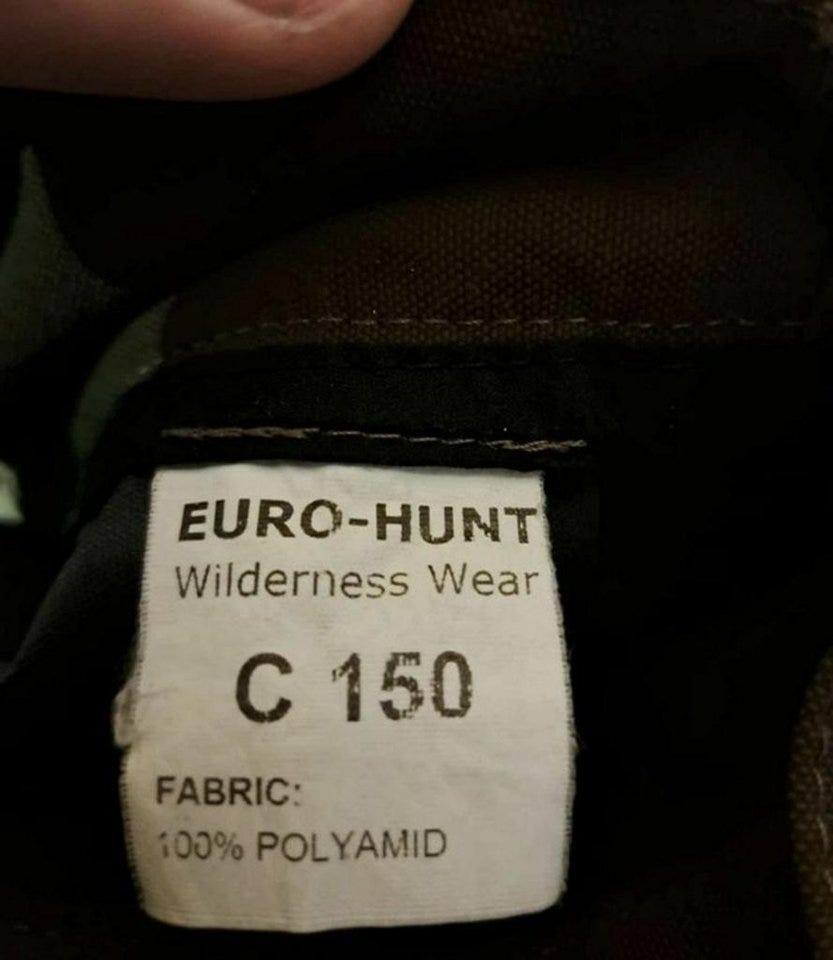 EURO-HUNT
Wilderness Wear
C 150
FABRIC:
100% POLYAMID